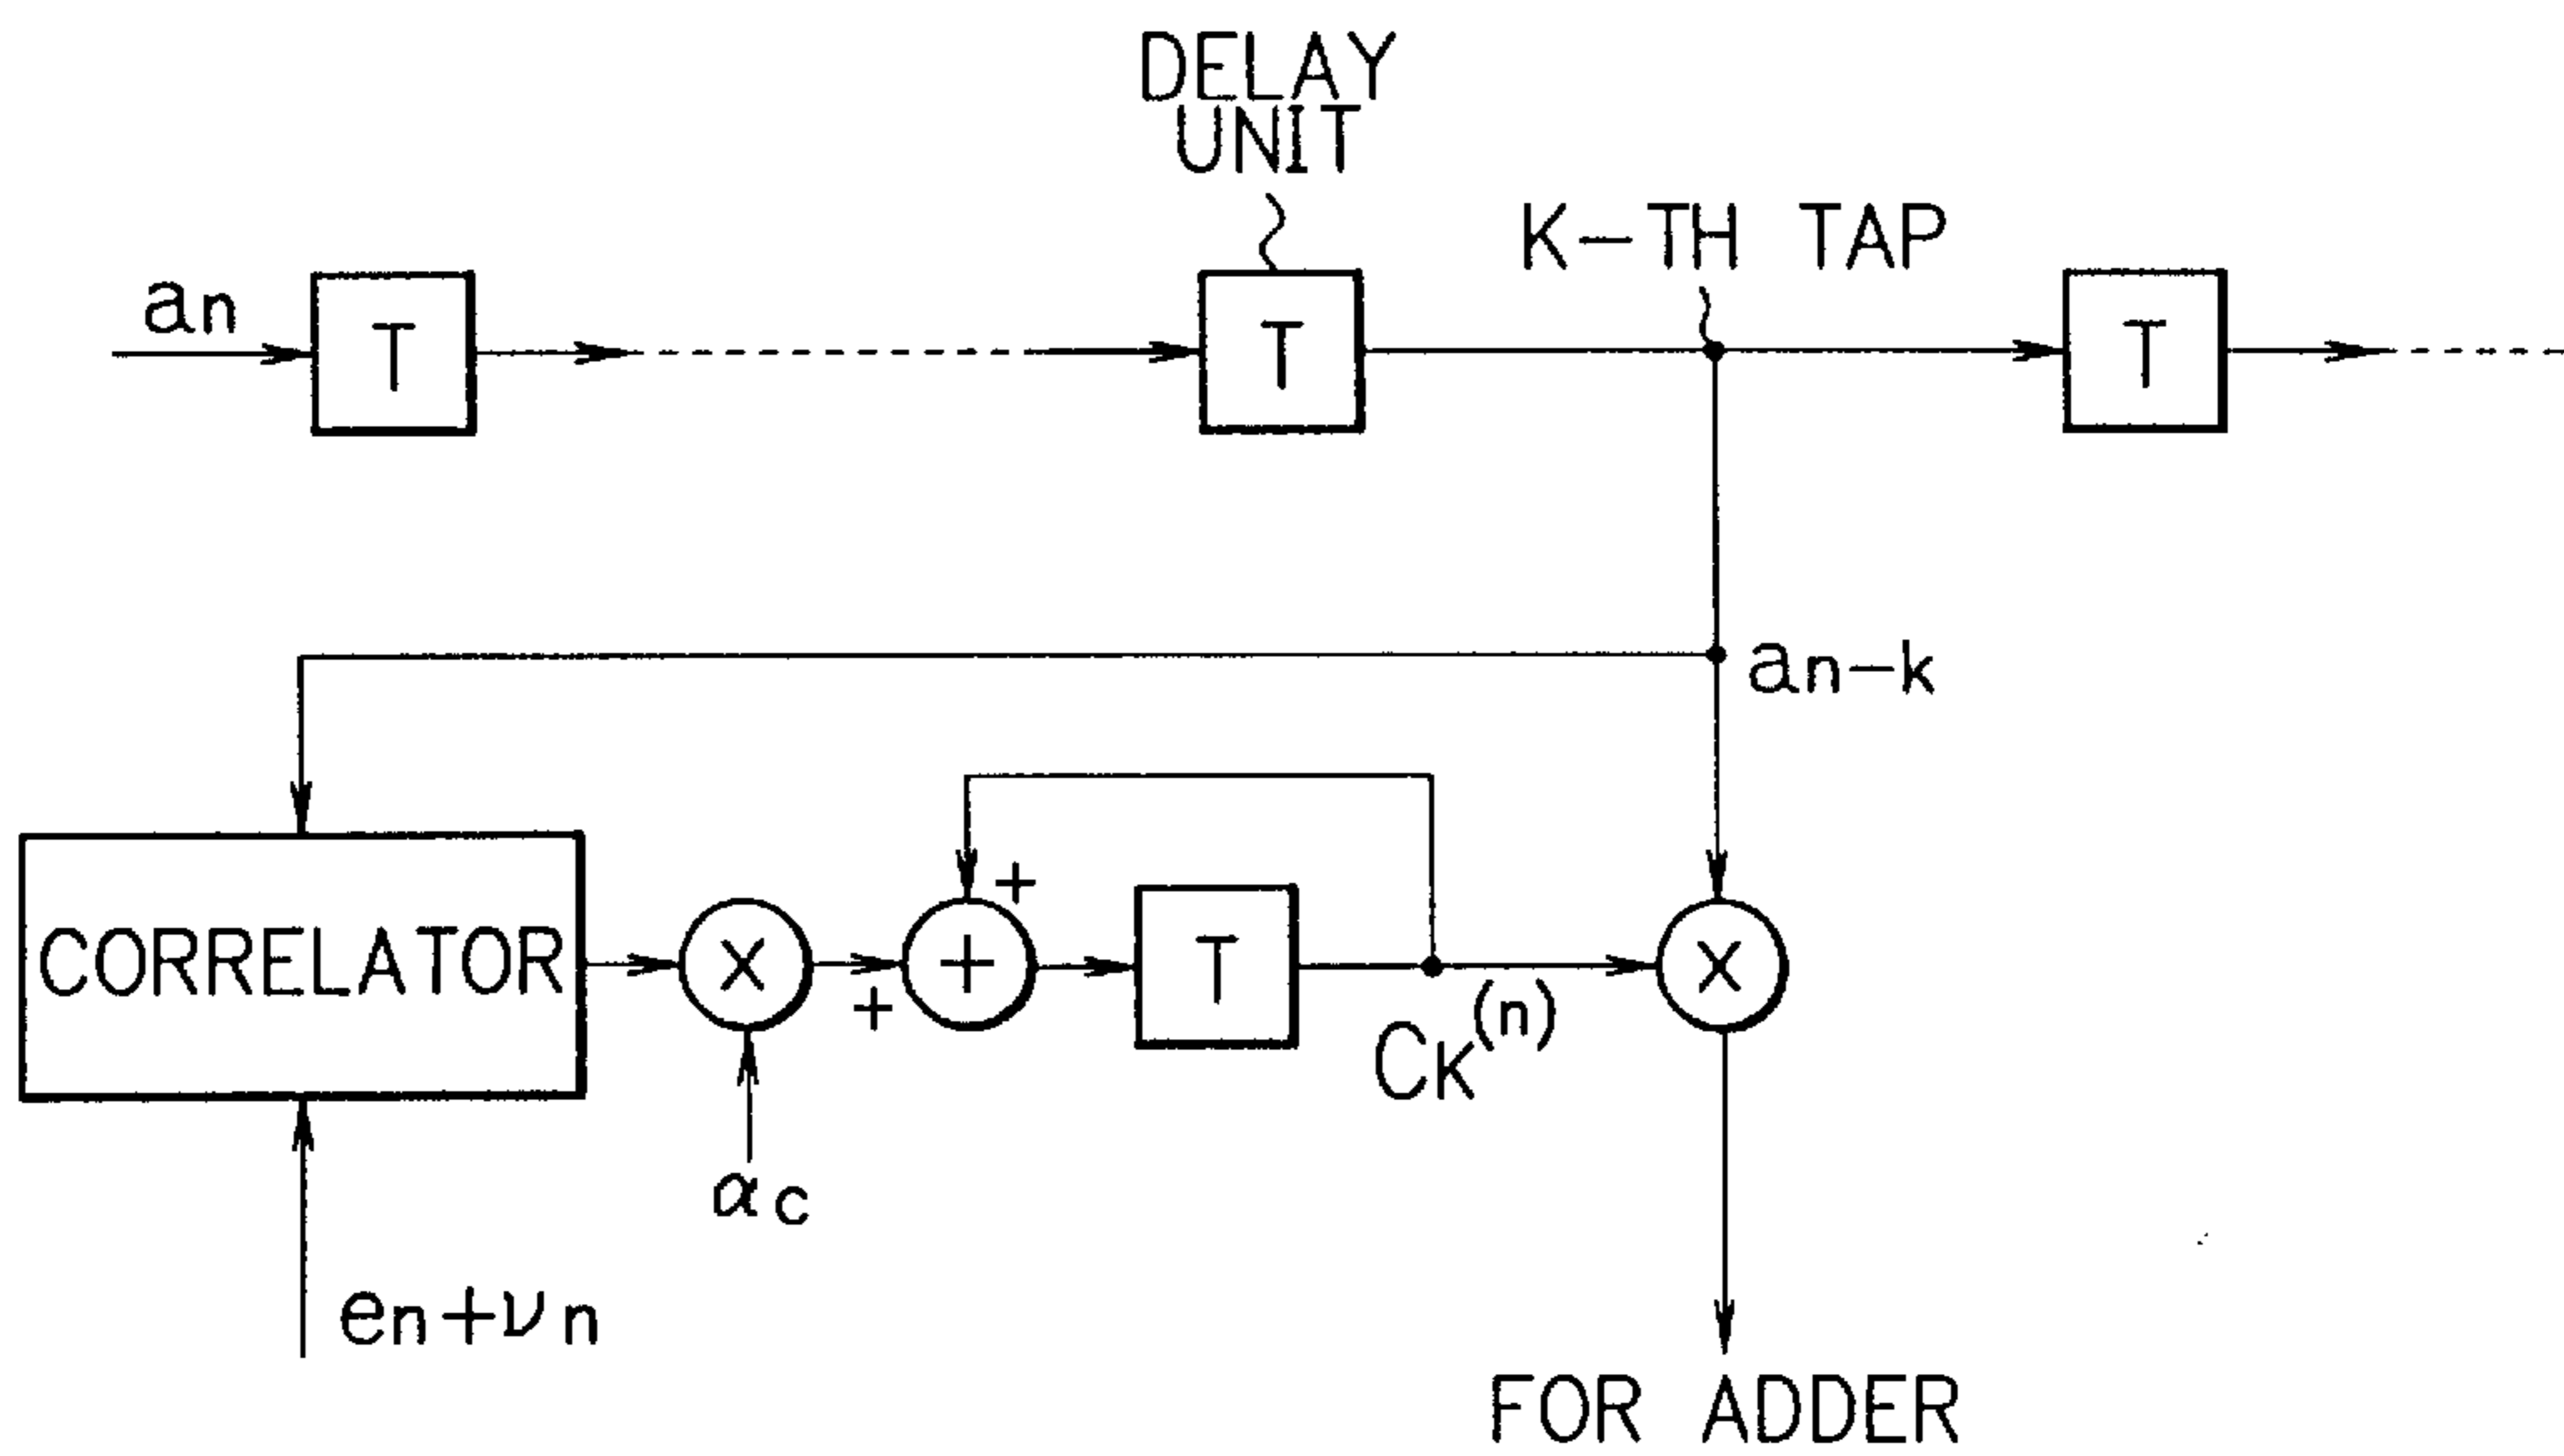 DELAY
UNIT
K-TH TAP
an
T
T
T
an-k
CORRELATOR
X
+
+
+
T
CK(n)
X
αc
en+νn
FOR ADDER